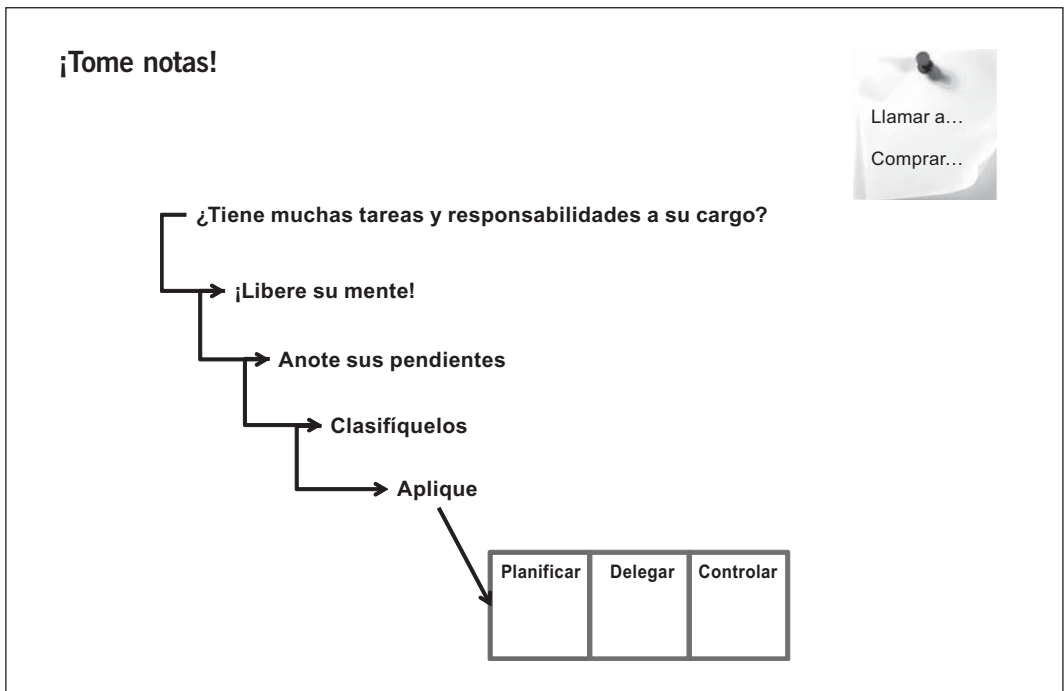 ¡Tome notas!
Llamar a…
Comprar…
¿Tiene muchas tareas y responsabilidades a su cargo?
¡Libere su mente!
Anote sus pendientes
Clasifíquelos
Aplique
Planificar Delegar Controlar